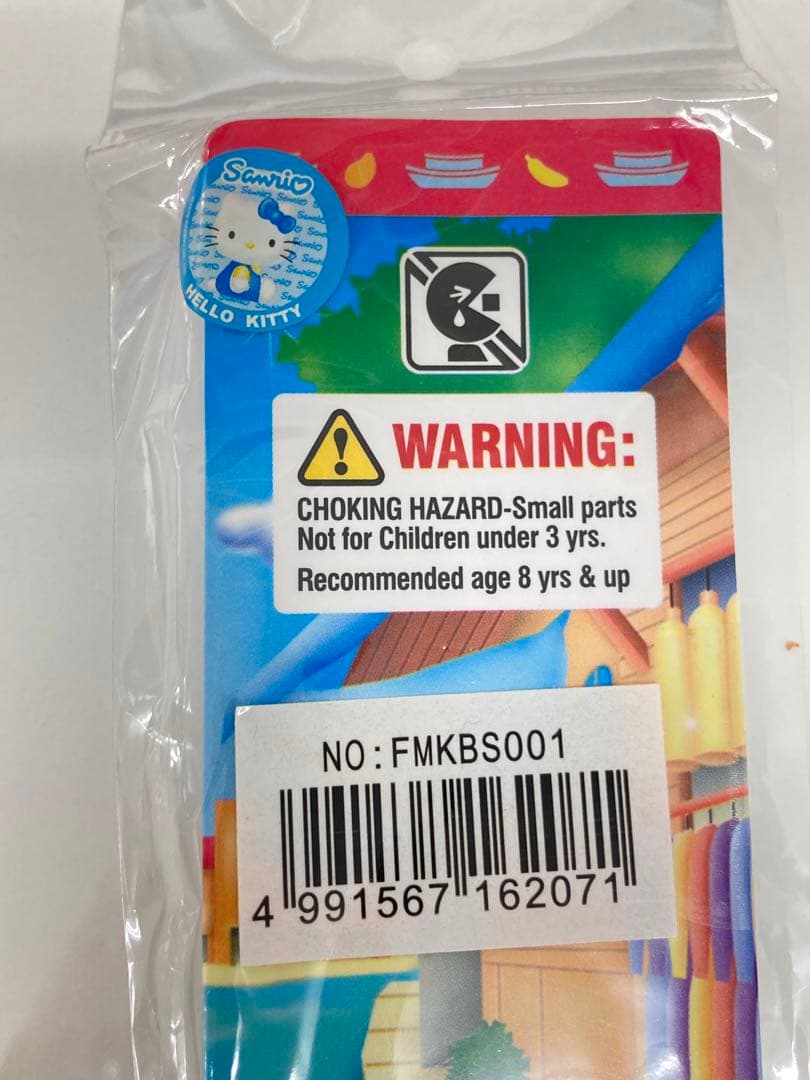 Sanrio
HELLO KITTY
WARNING:
CHOKING HAZARD-Small parts
Not for Children under 3 yrs.
Recommended age 8 yrs & up
NO:FMKBS001
4 991567 162071